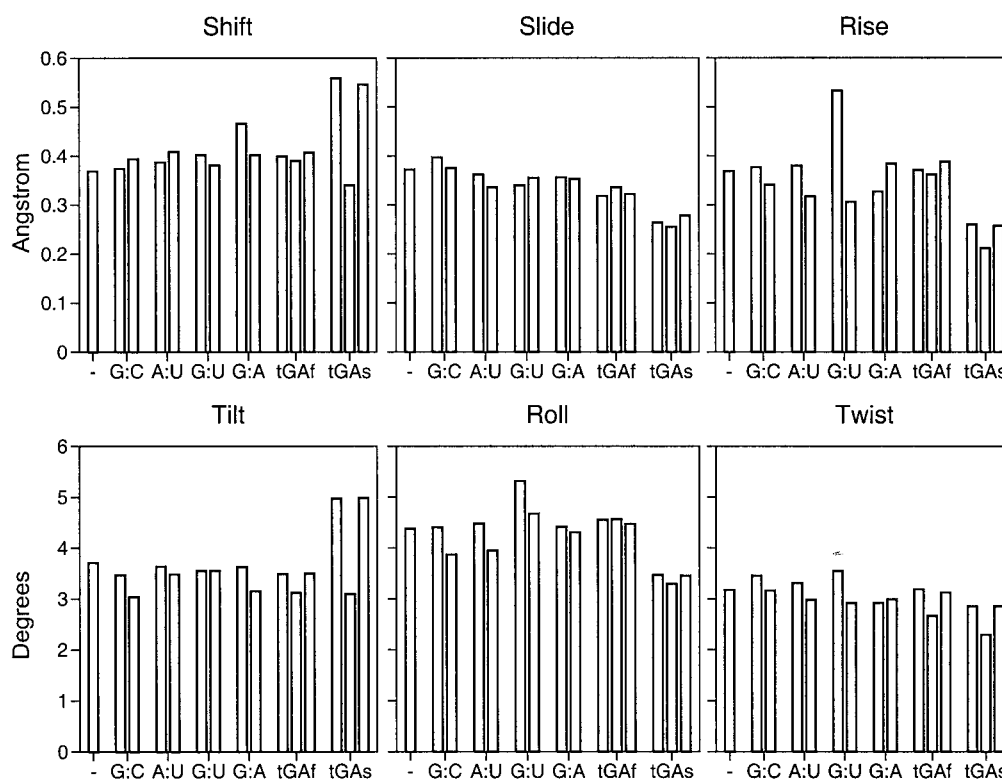 Shift Slide Rise
Angstrom
0.6
0.5
0.4
0.3
0.2
0.1
0
- G:C A:U G:U G:A tGAf tGAs - G:C A:U G:U G:A tGAf tGAs - G:C A:U G:U G:A tGAf tGAs
Tilt Roll Twist
Degrees
6
5
4
3
2
1
0
- G:C A:U G:U G:A tGAf tGAs - G:C A:U G:U G:A tGAf tGAs - G:C A:U G:U G:A tGAf tGAs